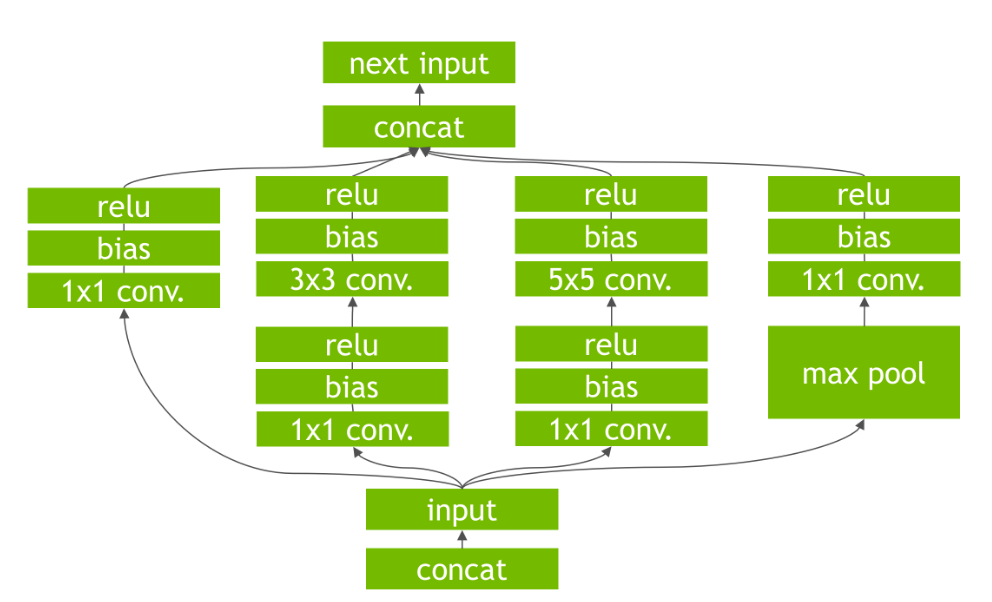 next input
concat
relu
bias
1x1 conv.
relu
bias
3x3 conv.
relu
bias
1x1 conv.
relu
bias
5x5 conv.
relu
bias
1x1 conv.
relu
bias
1x1 conv.
max pool
input
concat